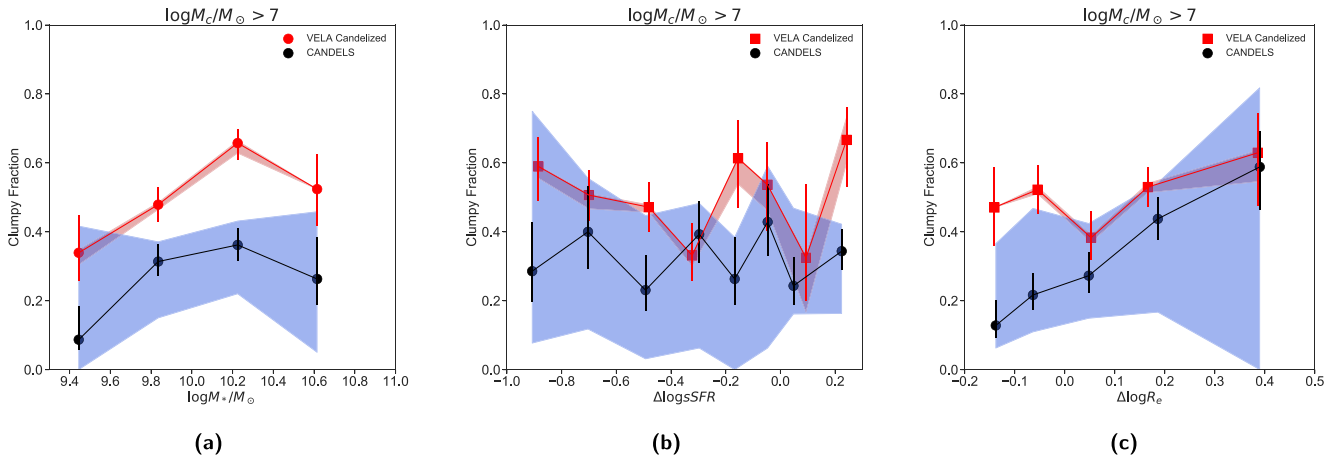 logM_c/M_⊙ > 7
VELA Candelized
CANDELS
Clumpy Fraction
1.0
0.8
0.6
0.4
0.2
0.0
9.4 9.6 9.8 10.0 10.2 10.4 10.6 10.8 11.0
logM_*/M_⊙
(a)
logM_c/M_⊙ > 7
VELA Candelized
CANDELS
Clumpy Fraction
1.0
0.8
0.6
0.4
0.2
0.0
−1.0 −0.8 −0.6 −0.4 −0.2 0.0 0.2
ΔlogsSFR
(b)
logM_c/M_⊙ > 7
VELA Candelized
CANDELS
Clumpy Fraction
1.0
0.8
0.6
0.4
0.2
0.0
−0.2 −0.1 0.0 0.1 0.2 0.3 0.4 0.5
ΔlogR_e
(c)